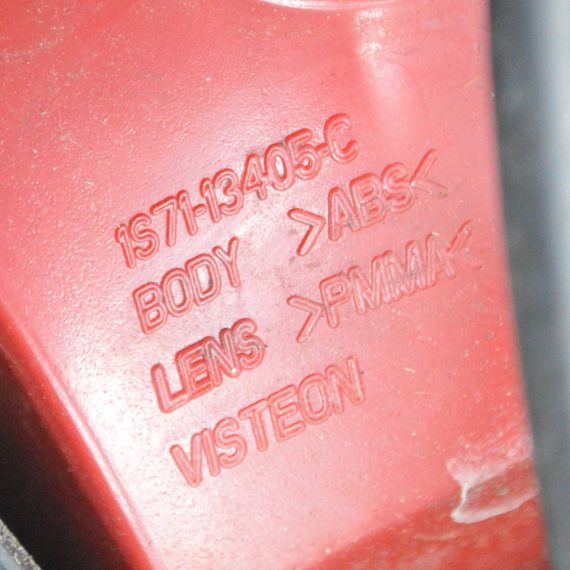 1S71-13405-C
BODY >ABS<
LENS >PMMA<
VISTEON